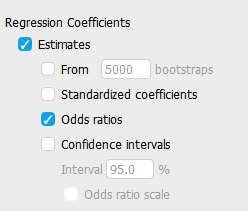 Regression Coefficients
Estimates
From 5000 bootstraps
Standardized coefficients
Odds ratios
Confidence intervals
Interval 95.0 %
Odds ratio scale